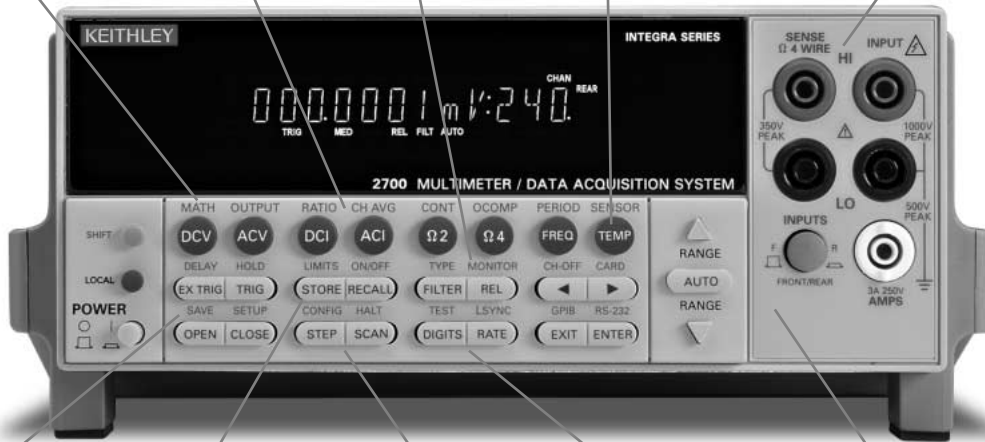 KEITHLEY
INTEGRA SERIES
000.0001 mV:240.
CHAN
REAR
TRIG MED REL FILT AUTO
2700 MULTIMETER / DATA ACQUISITION SYSTEM
SENSE
Ω 4 WIRE
HI
INPUT
350V
PEAK
1000V
PEAK
LO
500V
PEAK
INPUTS
F R
FRONT/REAR
3A 250V
AMPS
MATH OUTPUT RATIO CH AVG CONT OCOMP PERIOD SENSOR
SHIFT DCV ACV DCI ACI Ω2 Ω4 FREQ TEMP
RANGE
DELAY HOLD LIMITS ON/OFF TYPE MONITOR CH-OFF CARD
LOCAL EX TRIG TRIG STORE RECALL FILTER REL ◄ ► AUTO
POWER
SAVE SETUP CONFIG HALT TEST LSYNC GPIB RS-232
RANGE
OPEN CLOSE STEP SCAN DIGITS RATE EXIT ENTER